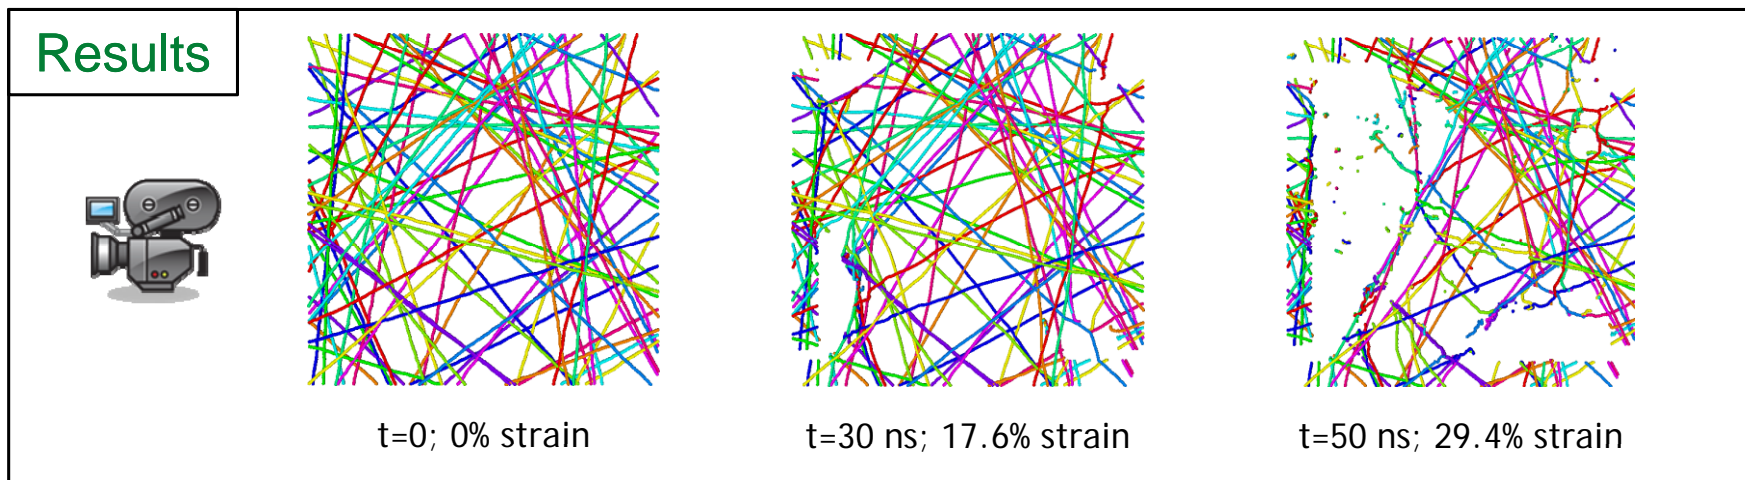 Results
t=0; 0% strain
t=30 ns; 17.6% strain
t=50 ns; 29.4% strain